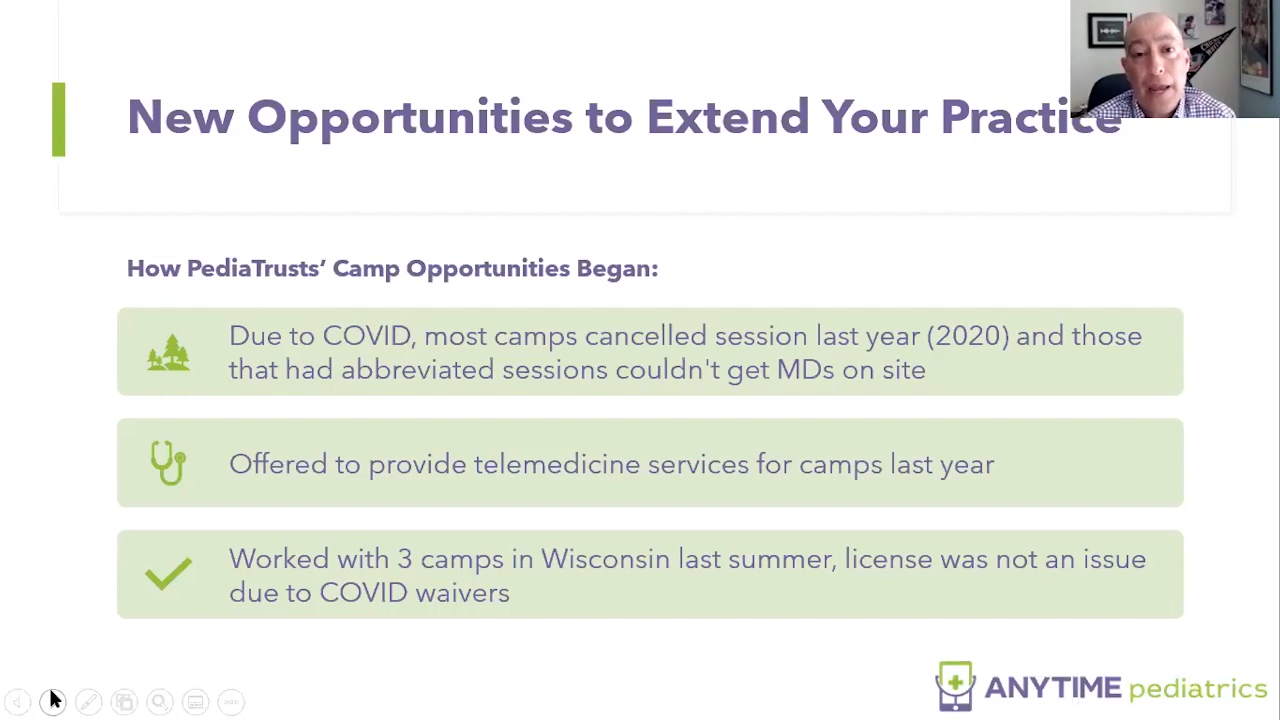 New Opportunities to Extend Your Practice
How PediaTrusts’ Camp Opportunities Began:
Due to COVID, most camps cancelled session last year (2020) and those
that had abbreviated sessions couldn't get MDs on site
Offered to provide telemedicine services for camps last year
Worked with 3 camps in Wisconsin last summer, license was not an issue
due to COVID waivers
ANYTIME pediatrics